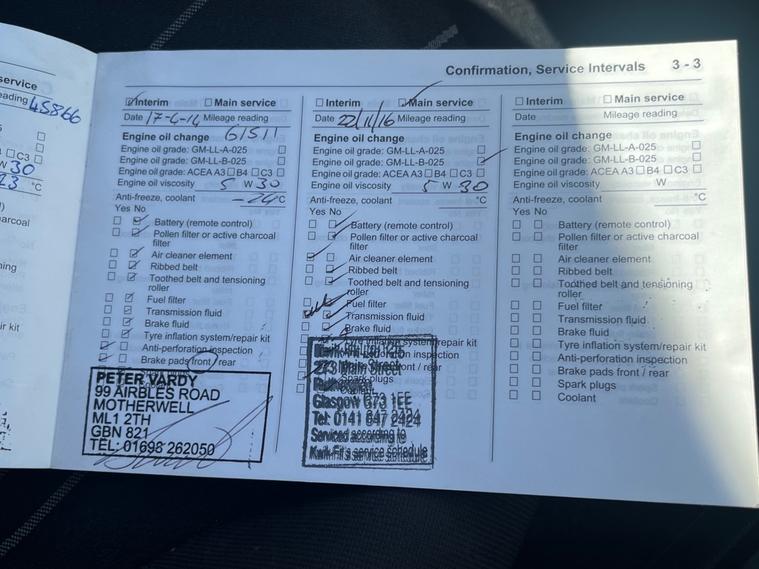 Confirmation, Service Intervals 3 - 3
service
45866
30
°C
arcoal
ing
ir kit
Interim Main service
Date 17-6-14 Mileage reading
Engine oil change 61511
Engine oil grade: GM-LL-A-025
Engine oil grade: GM-LL-B-025
Engine oil grade: ACEA A3 B4 C3
Engine oil viscosity 5 W 30
Anti-freeze, coolant °C
Yes No
Battery (remote control)
Pollen filter or active charcoal
filter
Air cleaner element
Ribbed belt
Toothed belt and tensioning
roller
Fuel filter
Transmission fluid
Brake fluid
Tyre inflation system/repair kit
Anti-perforation inspection
Brake pads front / rear
PETER VARDY
99 AIRBLES ROAD
MOTHERWELL
ML1 2TH
GBN 821
TEL: 01698 262050
Interim Main service
Date 22/11/16 Mileage reading
Engine oil change
Engine oil grade: GM-LL-A-025
Engine oil grade: GM-LL-B-025
Engine oil grade: ACEA A3 B4 C3
Engine oil viscosity 5 W 30
Anti-freeze, coolant °C
Yes No
Battery (remote control)
Pollen filter or active charcoal
filter
Air cleaner element
Ribbed belt
Toothed belt and tensioning
roller
Fuel filter
Transmission fluid
Brake fluid
system/repair kit
inspection
front / rear
plugs
273 Main Street
Glasgow G73 1EE
Tel: 0141 647 2424
Serviced according to
Kwik-Fit's service schedule
Interim Main service
Date Mileage reading
Engine oil change
Engine oil grade: GM-LL-A-025
Engine oil grade: GM-LL-B-025
Engine oil grade: ACEA A3 B4 C3
Engine oil viscosity W
Anti-freeze, coolant °C
Yes No
Battery (remote control)
Pollen filter or active charcoal
filter
Air cleaner element
Ribbed belt
Toothed belt and tensioning
roller
Fuel filter
Transmission fluid
Brake fluid
Tyre inflation system/repair kit
Anti-perforation inspection
Brake pads front / rear
Spark plugs
Coolant